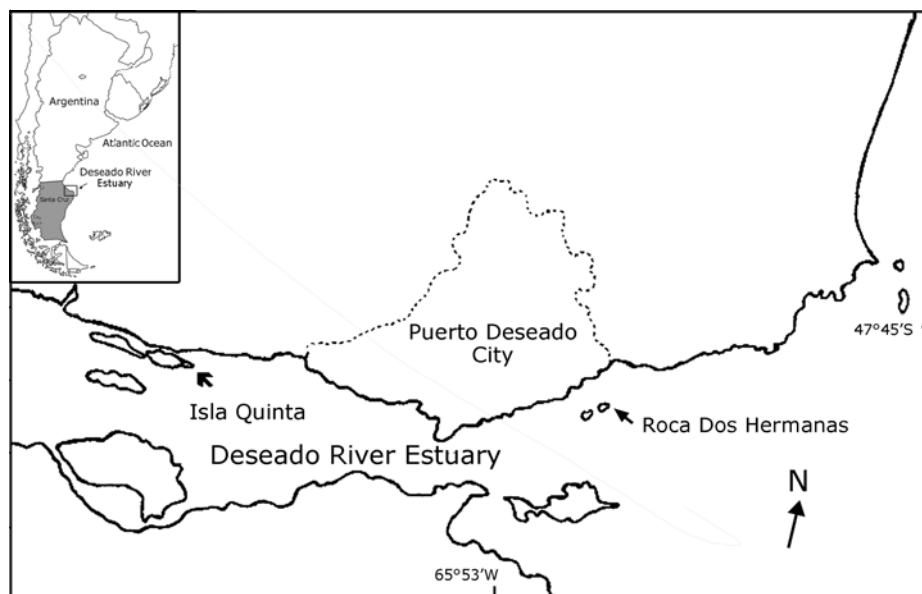 Argentina
Atlantic Ocean
Deseado River
Estuary
Santa Cruz
Puerto Deseado
City
47°45'S
Isla Quinta
Roca Dos Hermanas
Deseado River Estuary
N
65°53'W